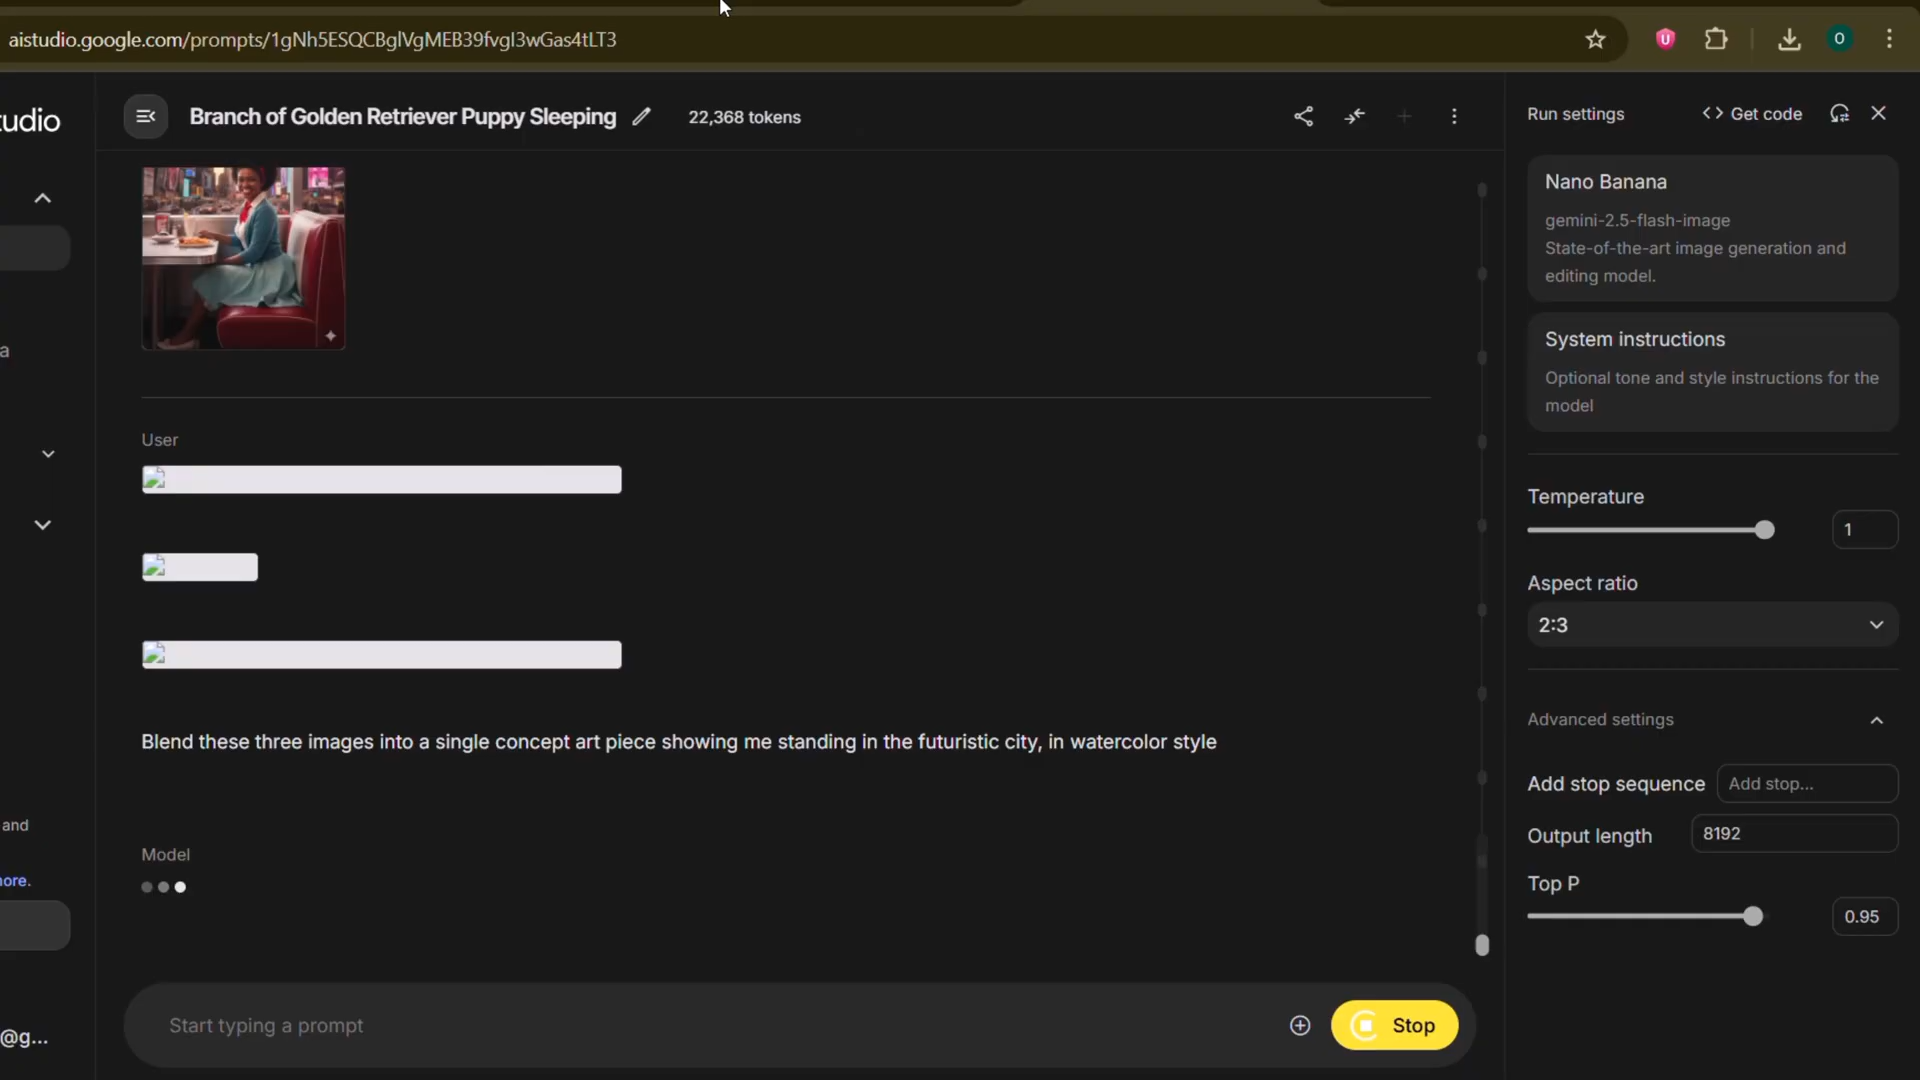 aistudio.google.com/prompts/1gNh5ESQCBglVgMEB39fvgI3wGas4tLT3
U
O
tudio
Branch of Golden Retriever Puppy Sleeping
22,368 tokens
a
and
ore.
@g...
User
Blend these three images into a single concept art piece showing me standing in the futuristic city, in watercolor style
Model
Start typing a prompt
Stop
Run settings
<> Get code
Nano Banana
gemini-2.5-flash-image
State-of-the-art image generation and
editing model.
System instructions
Optional tone and style instructions for the
model
Temperature
1
Aspect ratio
2:3
Advanced settings
Add stop sequence
Add stop...
Output length
8192
Top P
0.95